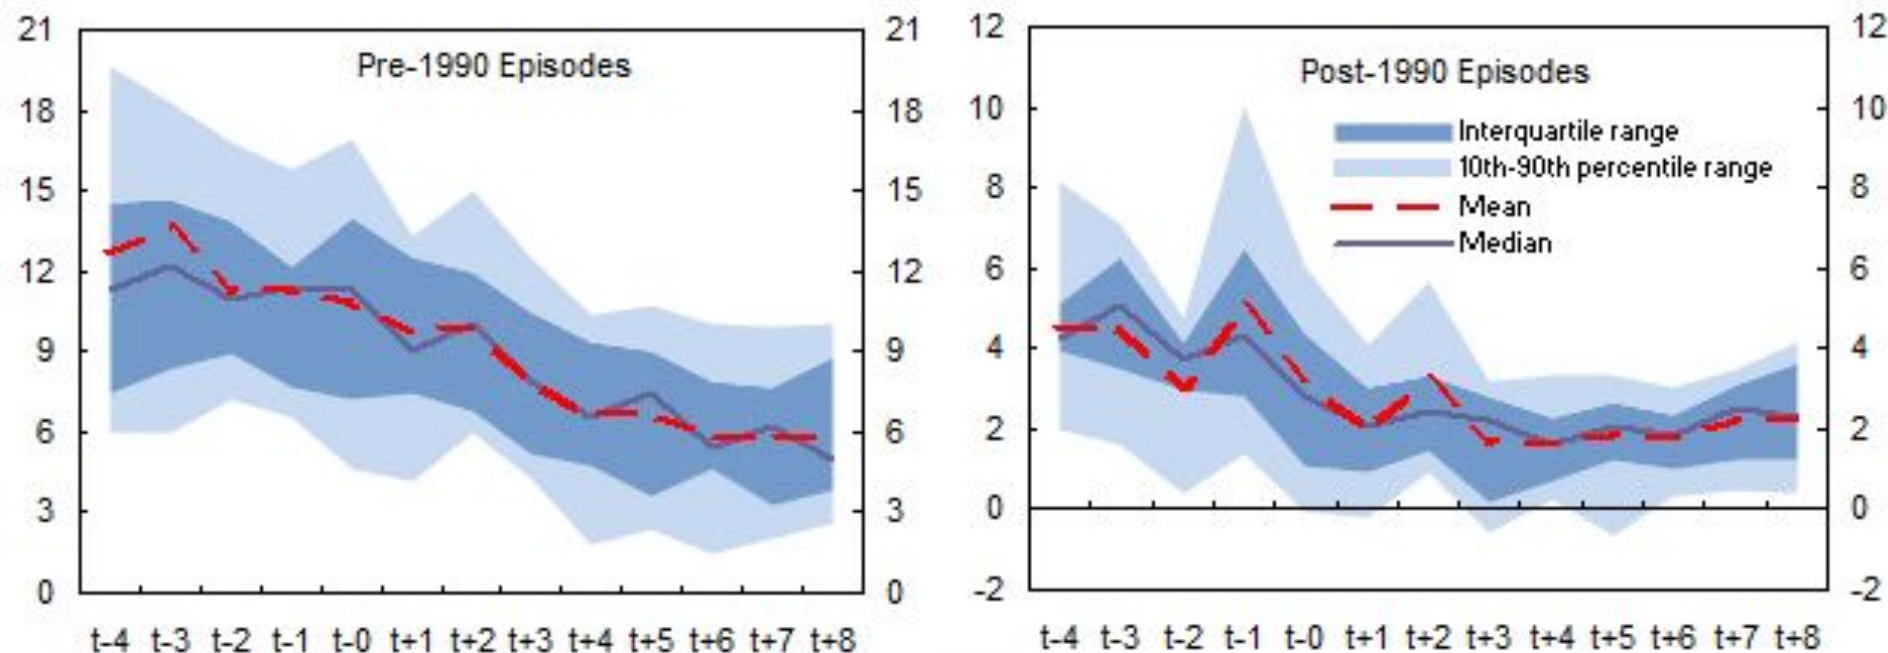 Pre-1990 Episodes
21 21
18 18
15 15
12 12
9 9
6 6
3 3
0 0
t-4 t-3 t-2 t-1 t-0 t+1 t+2 t+3 t+4 t+5 t+6 t+7 t+8
Post-1990 Episodes
Interquartile range
10th-90th percentile range
Mean
Median
12 12
10 10
8 8
6 6
4 4
2 2
0 0
-2 -2
t-4 t-3 t-2 t-1 t-0 t+1 t+2 t+3 t+4 t+5 t+6 t+7 t+8